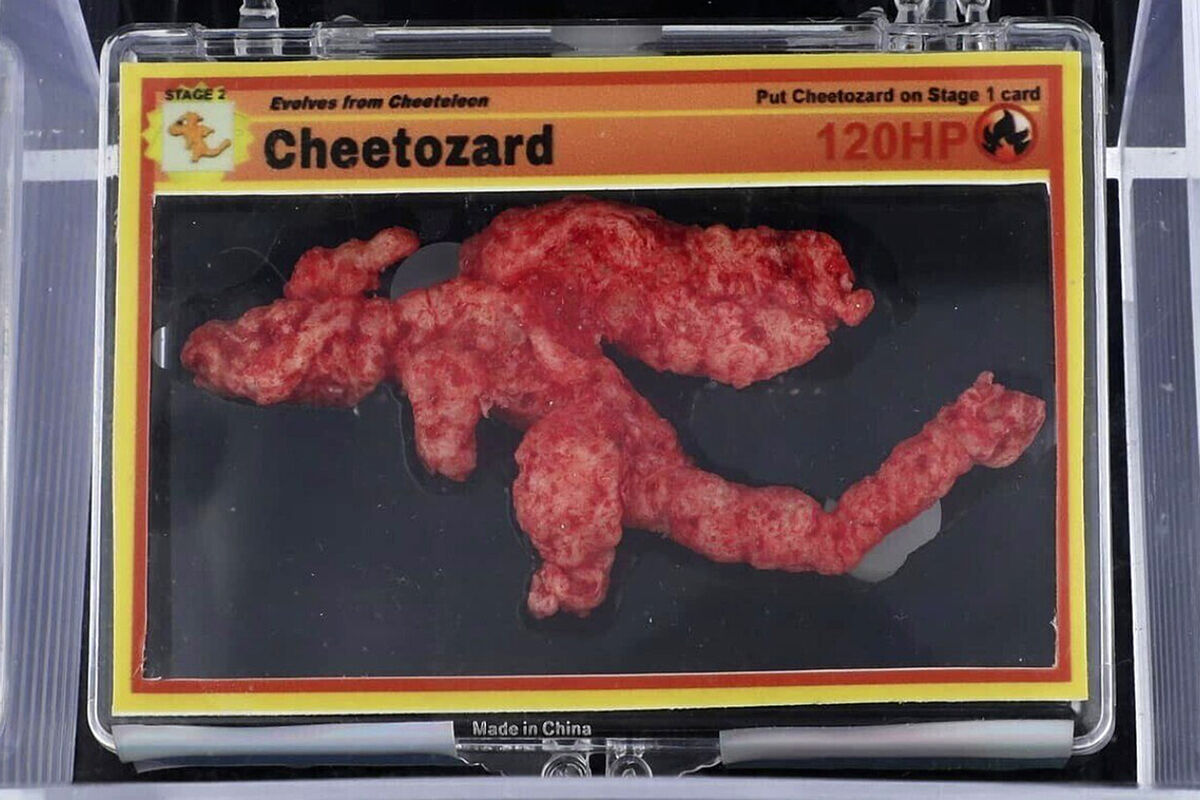 STAGE 2
Evolves from Cheeteleon
Put Cheetozard on Stage 1 card
Cheetozard
120HP
Made in China